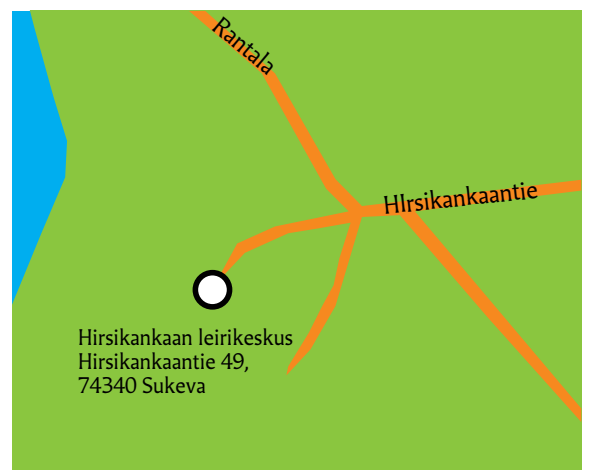 Rantala
HIrsikankaantie
Hirsikankaan leirikeskus
Hirsikankaantie 49,
74340 Sukeva